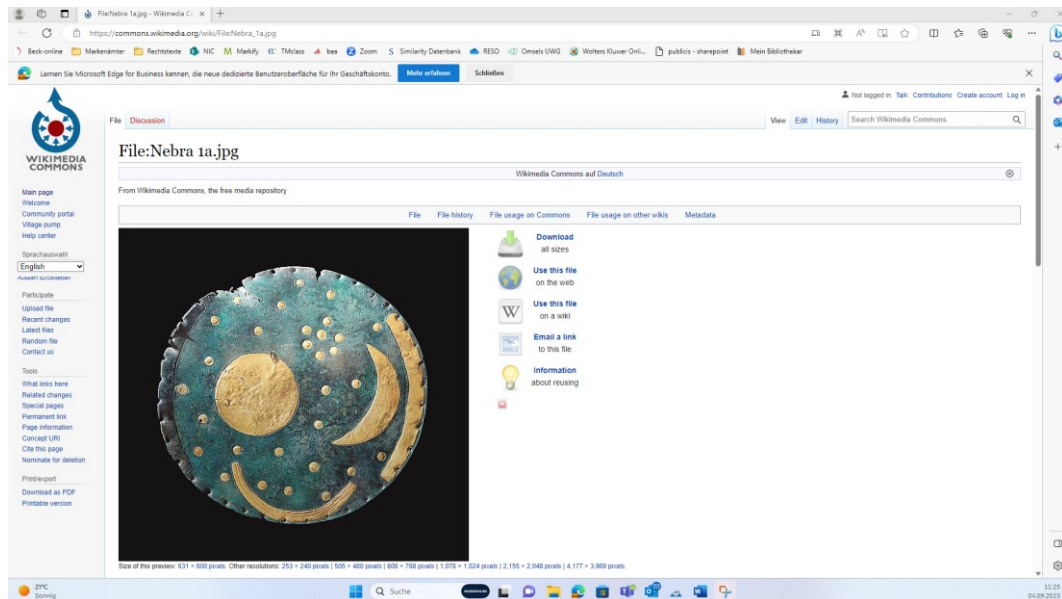 File:Nebra 1a.jpg - Wikimedia Co
https://commons.wikimedia.org/wiki/File:Nebra_1a.jpg
Beck-online Markenämter Rechtstexte NIC Markify TMclass bea Zoom S Similarity Datenbank RESO Omsels UWG Wolters Kluwer Onli... publicis - sharepoint Mein Bibliothekar
Lernen Sie Microsoft Edge for Business kennen, die neue dedizierte Benutzeroberfläche für Ihr Geschäftskonto. Mehr erfahren Schließen
Not logged in Talk Contributions Create account Log in
File Discussion View Edit History Search Wikimedia Commons
WIKIMEDIA
COMMONS
File:Nebra 1a.jpg
Wikimedia Commons auf Deutsch
From Wikimedia Commons, the free media repository
File File history File usage on Commons File usage on other wikis Metadata
Main page
Welcome
Community portal
Village pump
Help center
Sprachauswahl
English
Auswahl zurücksetzen
Participate
Upload file
Recent changes
Latest files
Random file
Contact us
Tools
What links here
Related changes
Special pages
Permanent link
Page information
Concept URI
Cite this page
Nominate for deletion
Print/export
Download as PDF
Printable version
Download
all sizes
Use this file
on the web
W
Use this file
on a wiki
Email a link
to this file
Information
about reusing
Size of this preview: 631 × 600 pixels. Other resolutions: 253 × 240 pixels | 505 × 480 pixels | 808 × 768 pixels | 1,078 × 1,024 pixels | 2,155 × 2,048 pixels | 4,177 × 3,969 pixels.
21°C
Sonnig
Suche
11:25
04.09.2023